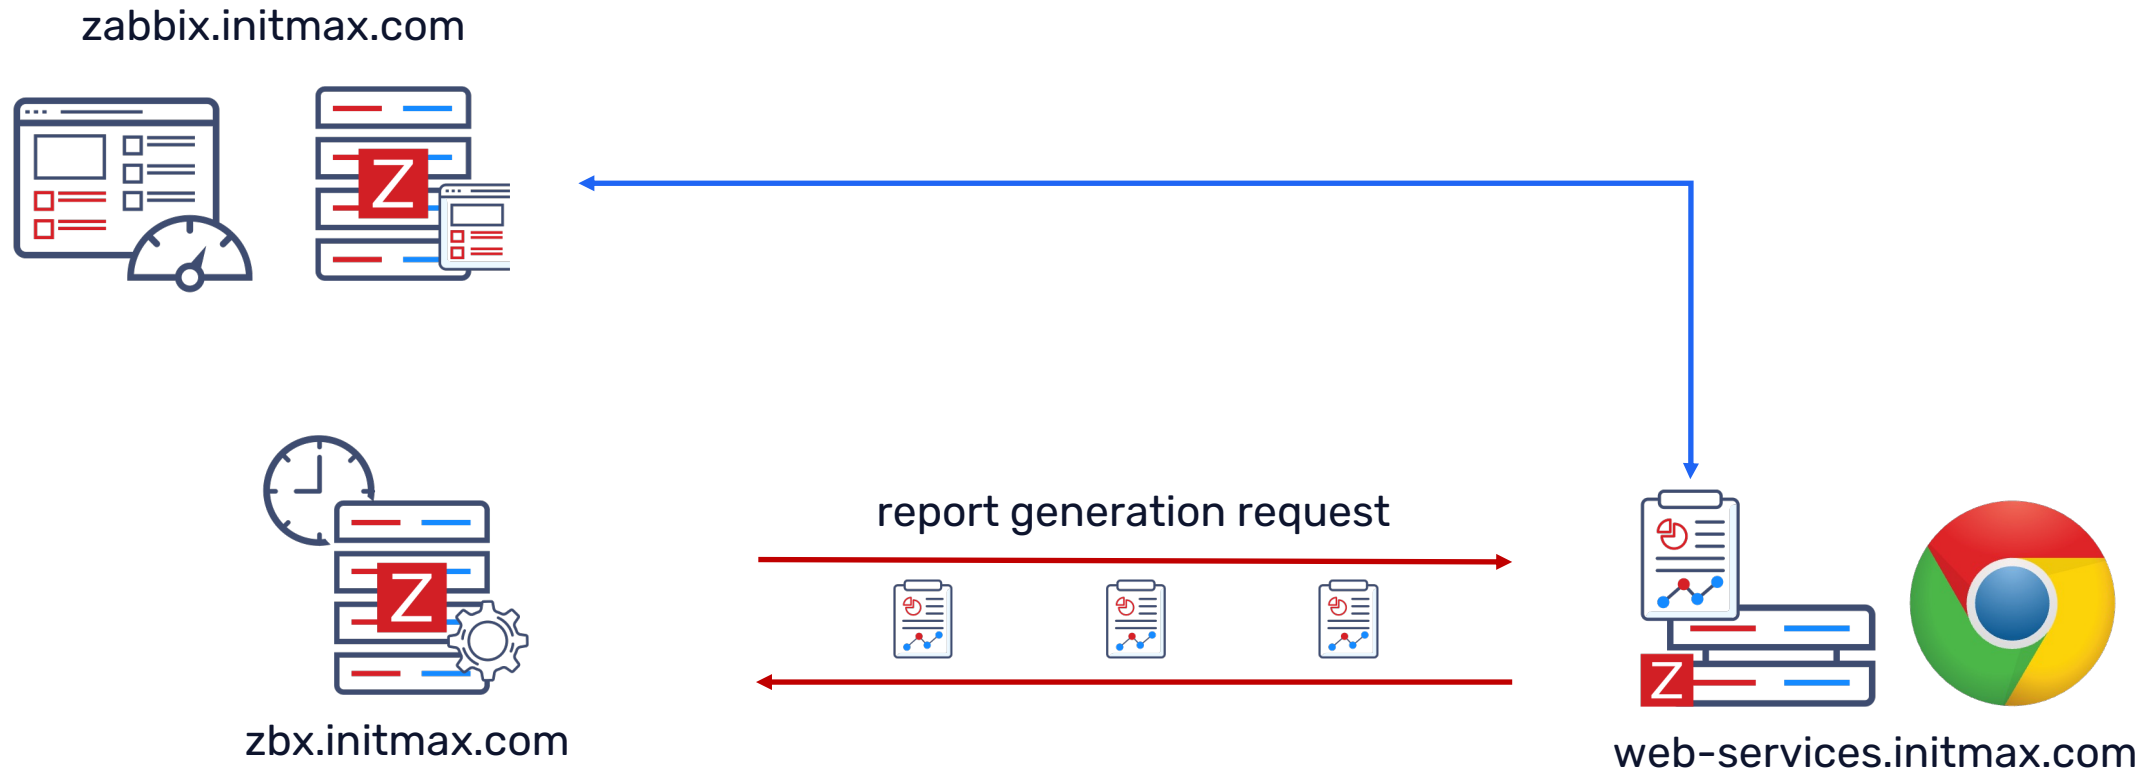 zabbix.initmax.com
Z
report generation request
Z
Z
zbx.initmax.com
web-services.initmax.com